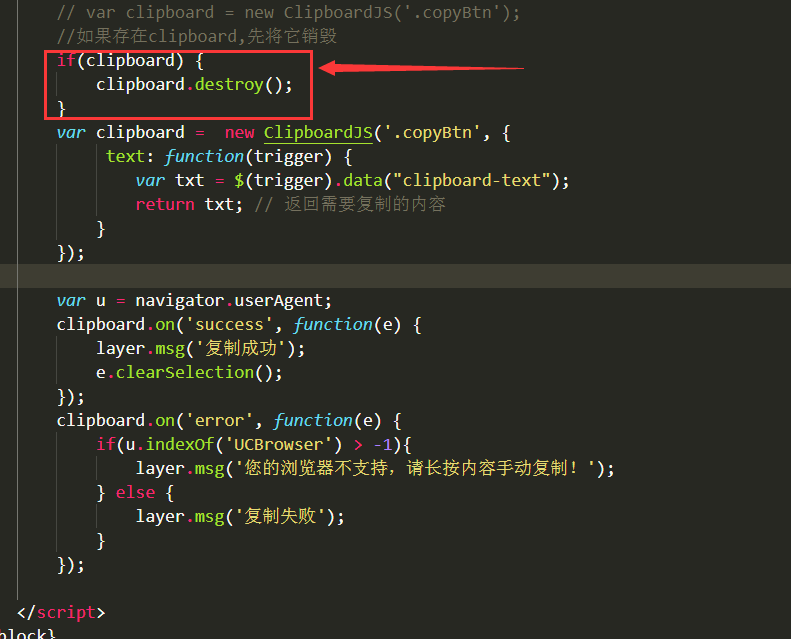 // var clipboard = new ClipboardJS('.copyBtn');
//如果存在clipboard,先将它销毁
if(clipboard) {
clipboard.destroy();
}
var clipboard =  new ClipboardJS('.copyBtn', {
text: function(trigger) {
var txt = $(trigger).data("clipboard-text");
return txt; // 返回需要复制的内容
}
});
var u = navigator.userAgent;
clipboard.on('success', function(e) {
layer.msg('复制成功');
e.clearSelection();
});
clipboard.on('error', function(e) {
if(u.indexOf('UCBrowser') > -1){
layer.msg('您的浏览器不支持，请长按内容手动复制！');
} else {
layer.msg('复制失败');
}
});
</script>
block}